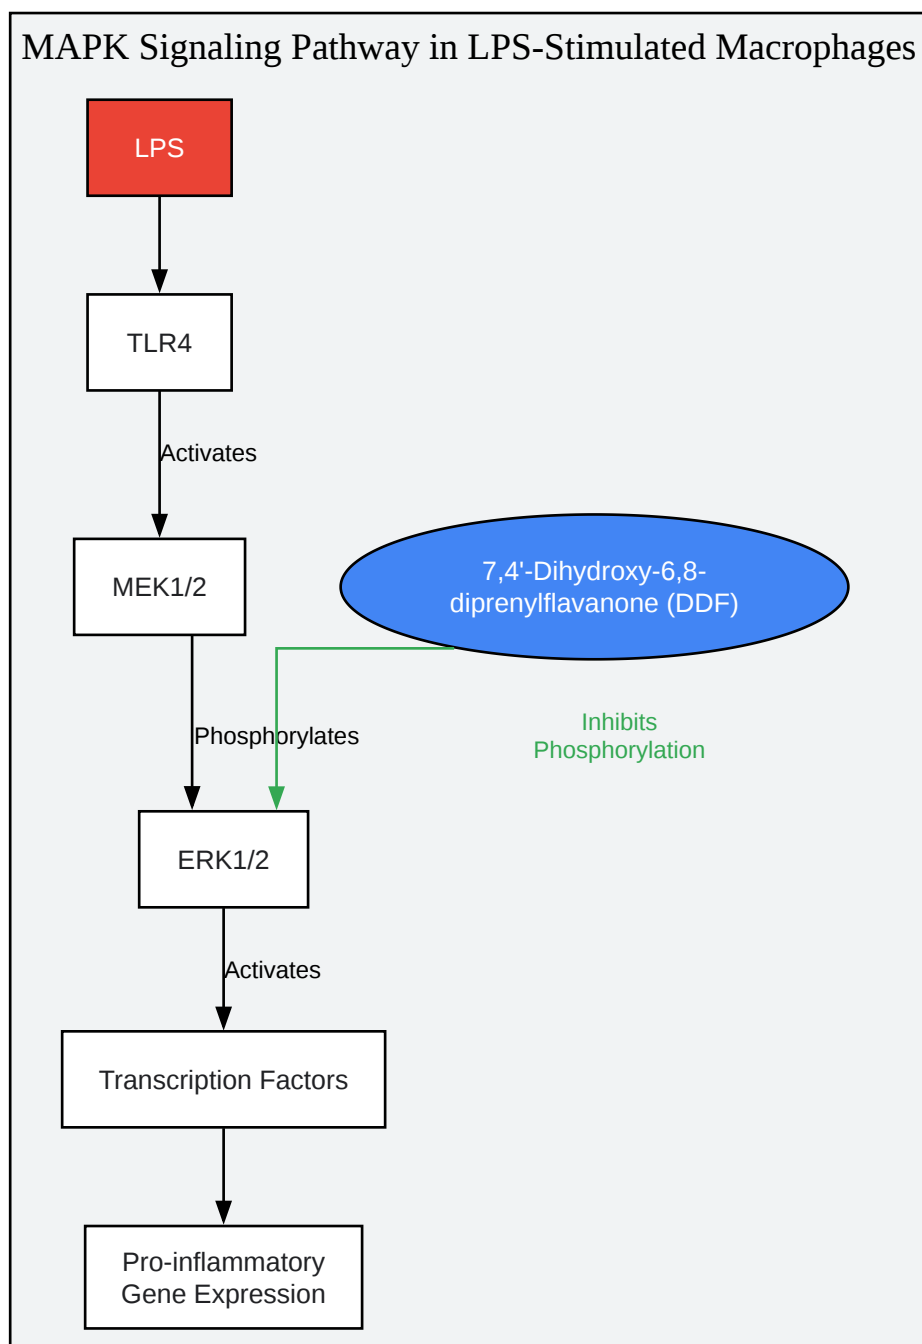 MAPK Signaling Pathway in LPS-Stimulated Macrophages
LPS
TLR4
Activates
MEK1/2
7,4'-Dihydroxy-6,8-
diprenylflavanone (DDF)
Phosphorylates
Inhibits
Phosphorylation
ERK1/2
Activates
Transcription Factors
Pro-inflammatory
Gene Expression